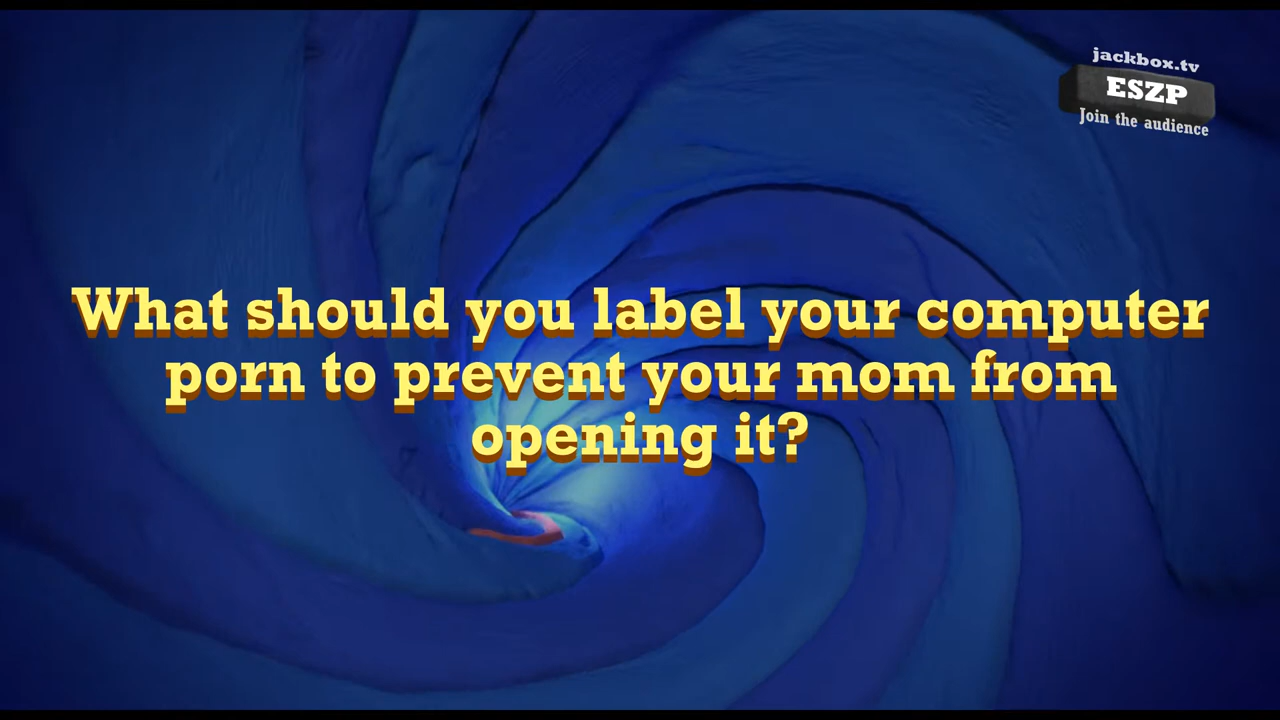 jackbox.tv
ESZP
Join the audience
What should you label your computer
porn to prevent your mom from
opening it?